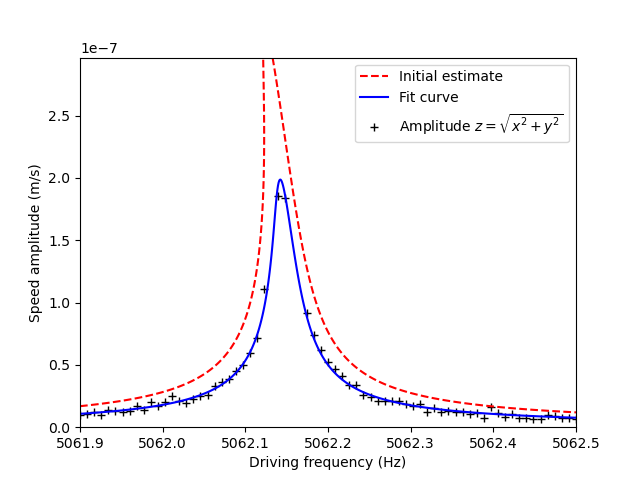 1e−7
Initial estimate
Fit curve
Amplitude z = √x² + y²
2.5
2.0
1.5
1.0
0.5
0.0
Speed amplitude (m/s)
5061.9 5062.0 5062.1 5062.2 5062.3 5062.4 5062.5
Driving frequency (Hz)